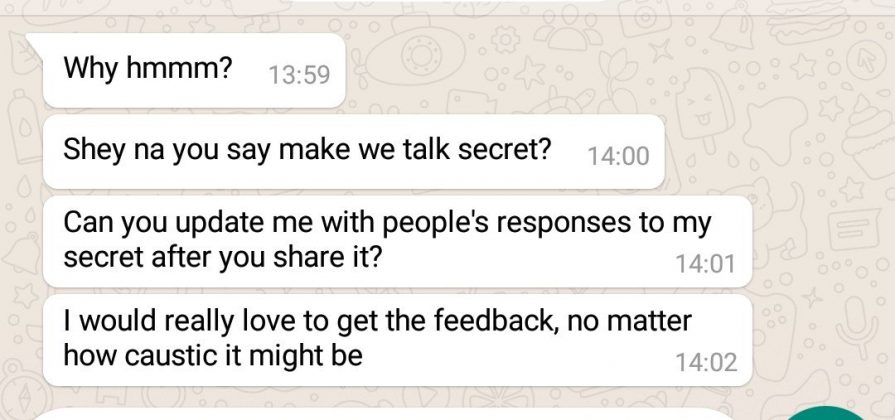 Why hmmm? 13:59
Shey na you say make we talk secret? 14:00
Can you update me with people's responses to my
secret after you share it? 14:01
I would really love to get the feedback, no matter
how caustic it might be 14:02